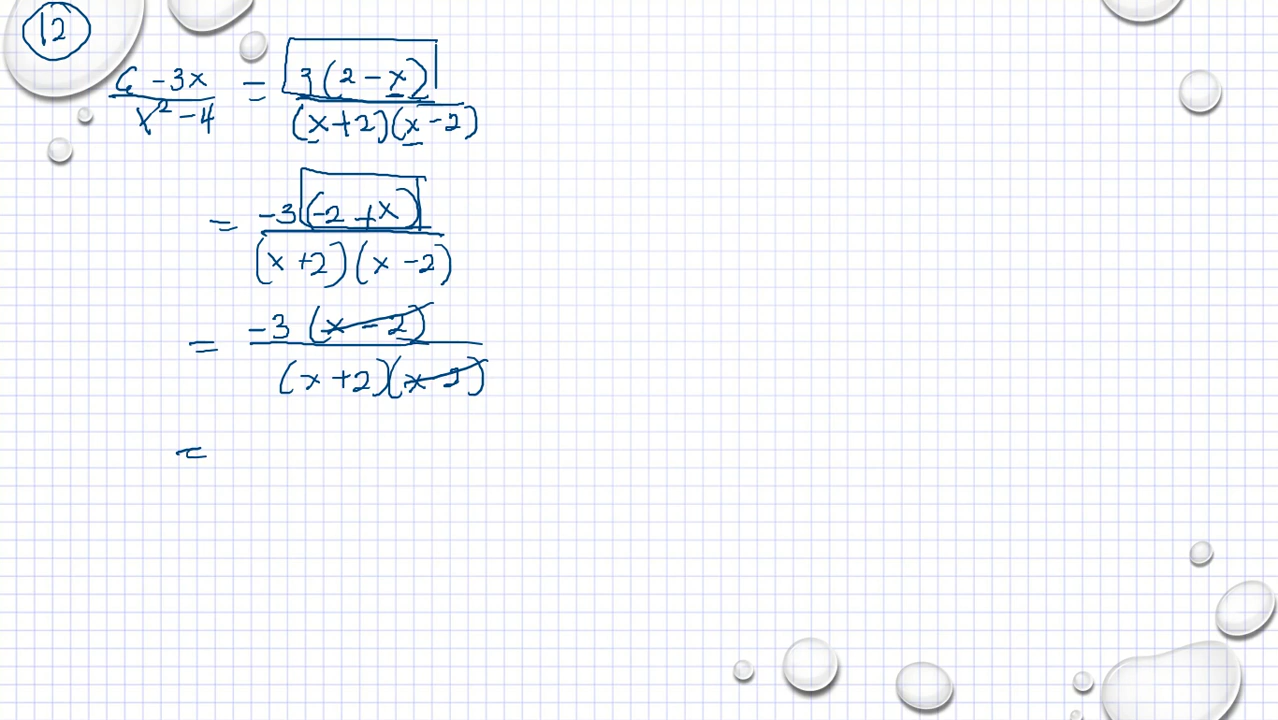 12
6 - 3x / x² - 4 = 3(2 - x) / (x + 2)(x - 2)
= -3(-2 + x) / (x + 2)(x - 2)
= -3(x - 2) / (x + 2)(x - 2)
=